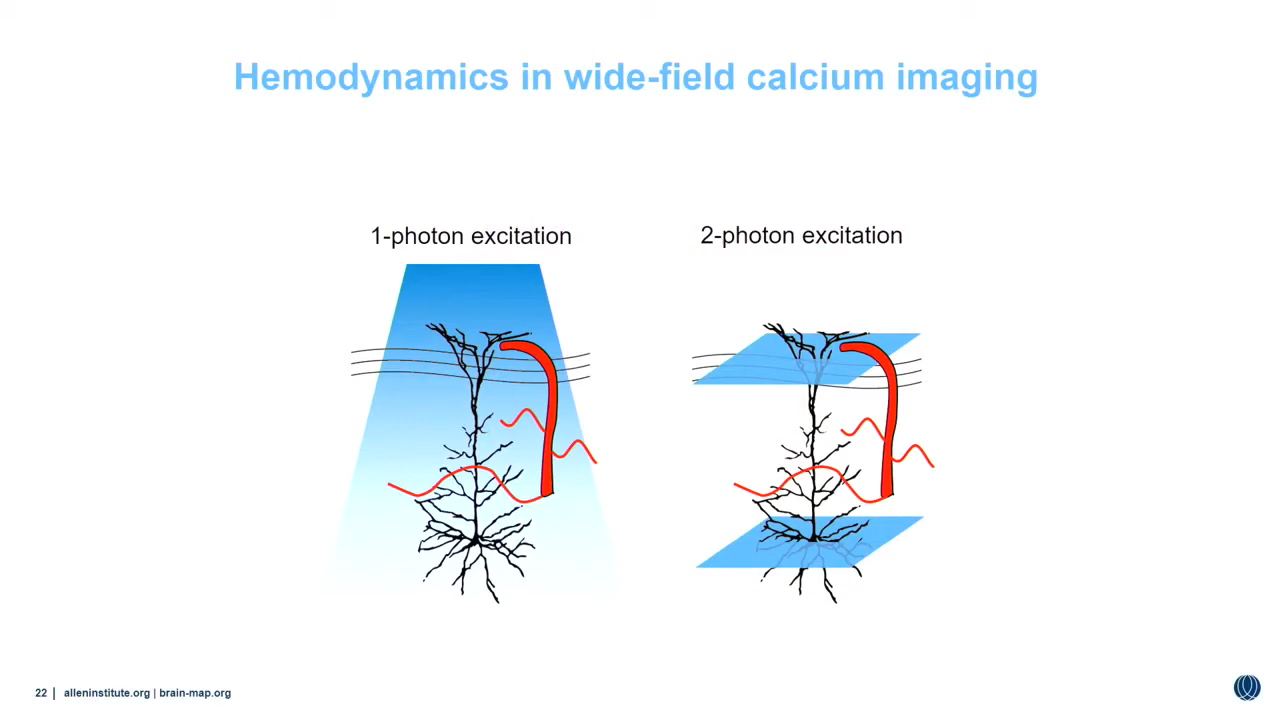 Hemodynamics in wide-field calcium imaging
1-photon excitation
2-photon excitation
22 | alleninstitute.org | brain-map.org